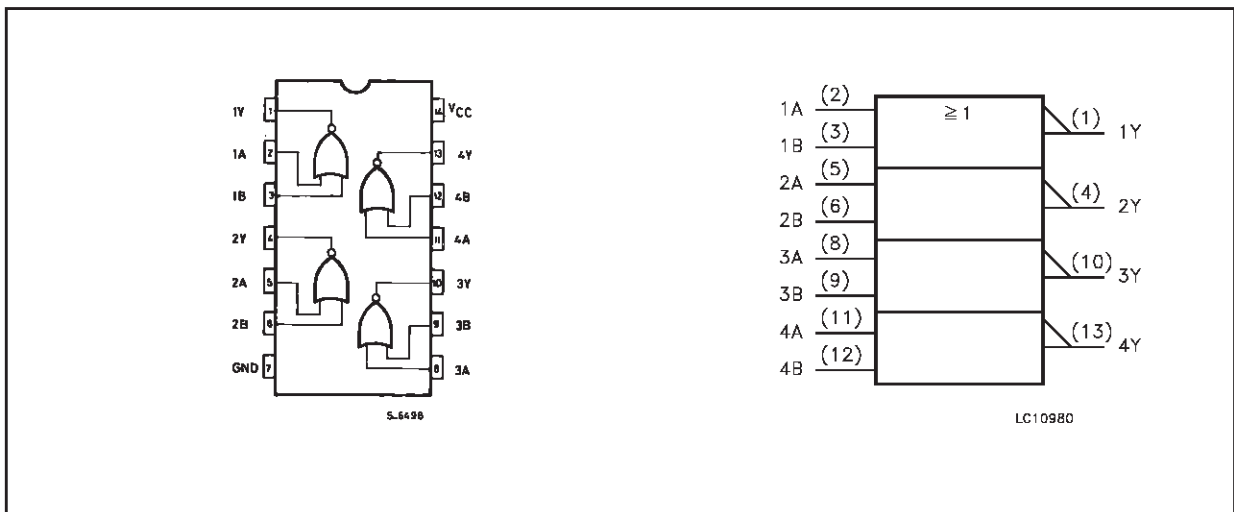 1Y 1 14 VCC
1A 2 13 4Y
1B 3 12 4B
2Y 4 11 4A
2A 5 10 3Y
2B 6 9 3B
GND 7 8 3A
S-6498
1A (2) ≧ 1 (1) 1Y
1B (3)
2A (5) (4) 2Y
2B (6)
3A (8) (10) 3Y
3B (9)
4A (11) (13) 4Y
4B (12)
LC10980